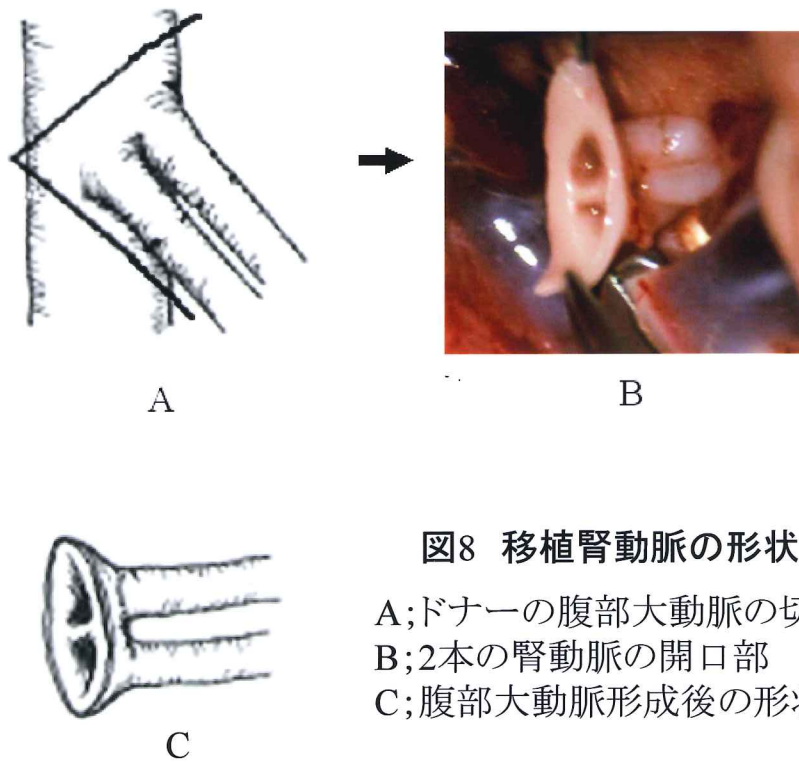 A
B
C
図8 移植腎動脈の形状
A;ドナーの腹部大動脈の切
B;2本の腎動脈の開口部
C;腹部大動脈形成後の形